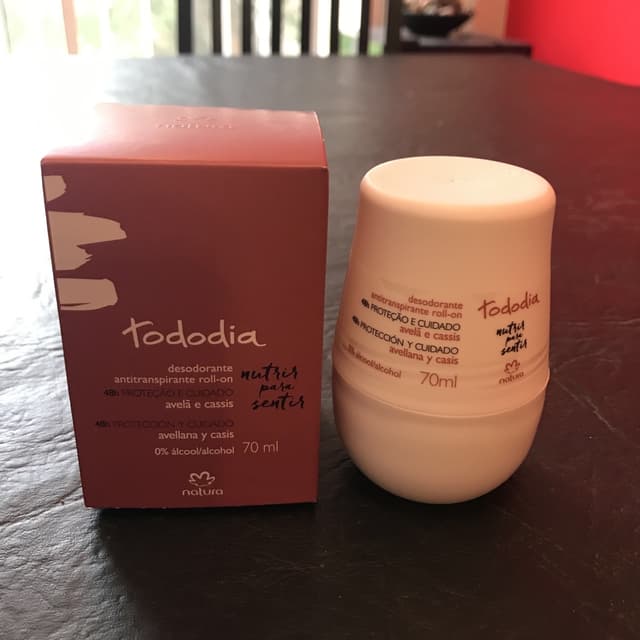 natura
tododia
desodorante
antitranspirante roll-on
48h PROTEÇÃO E CUIDADO
avelã e cassis
48h PROTECCIÓN Y CUIDADO
avellana y casis
0% álcool/alcohol 70 ml
nutrir
para
sentir
natura
desodorante
antitranspirante roll-on
48h PROTEÇÃO E CUIDADO
avelã e cassis
48h PROTECCIÓN Y CUIDADO
avellana y casis
0% álcool/alcohol 70ml
tododia
nutrir
para
sentir
natura